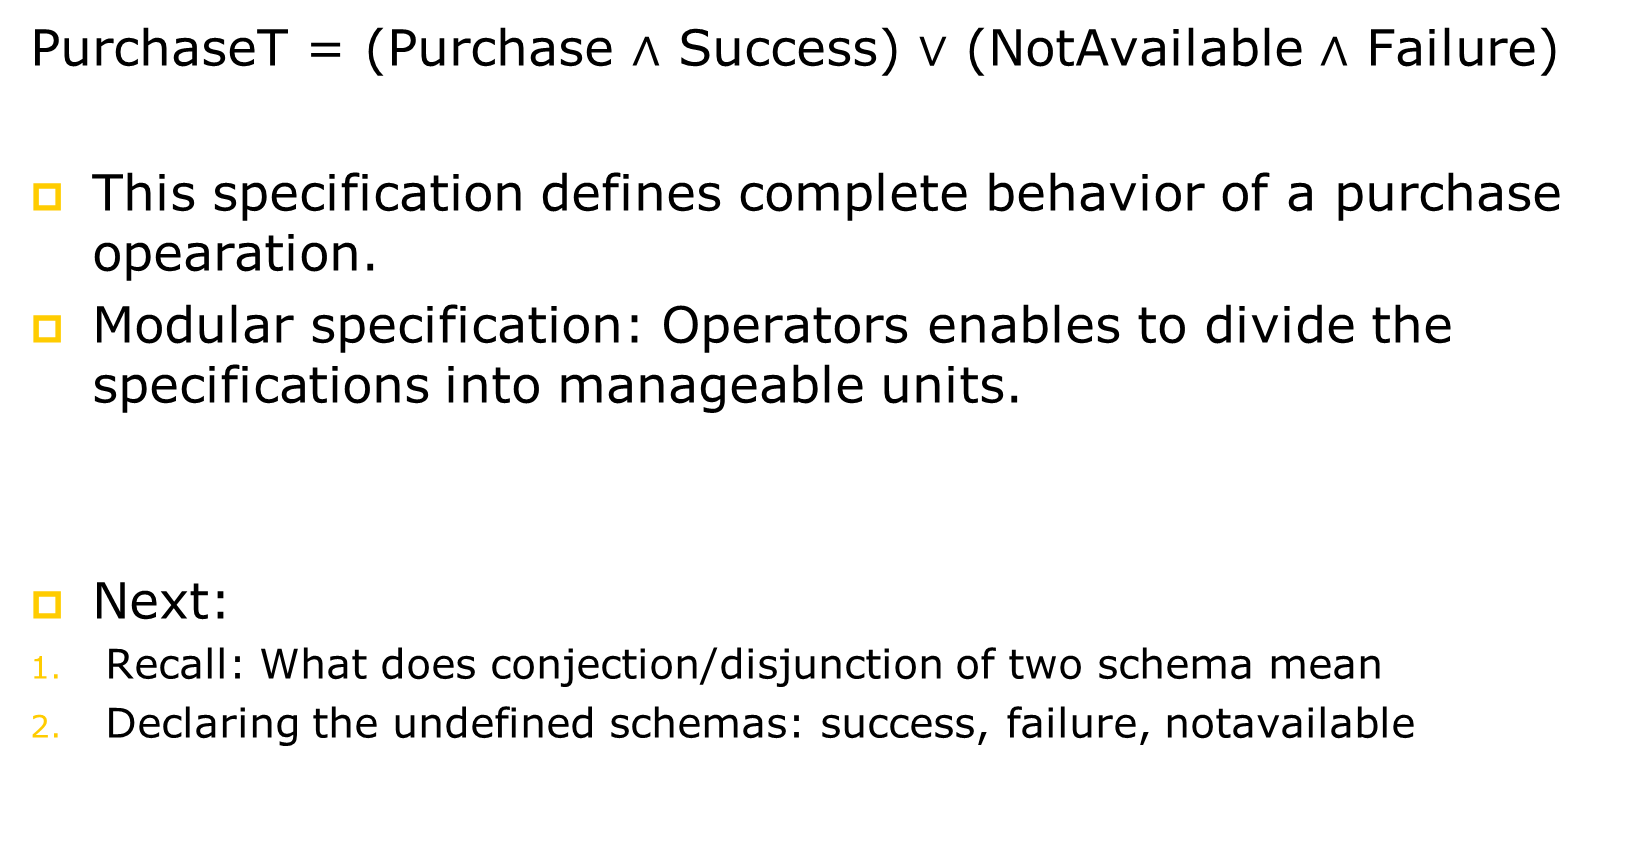 PurchaseT = (Purchase ∧ Success) ∨ (NotAvailable ∧ Failure)
This specification defines complete behavior of a purchase
opearation.
Modular specification: Operators enables to divide the
specifications into manageable units.
Next:
1. Recall: What does conjection/disjunction of two schema mean
2. Declaring the undefined schemas: success, failure, notavailable